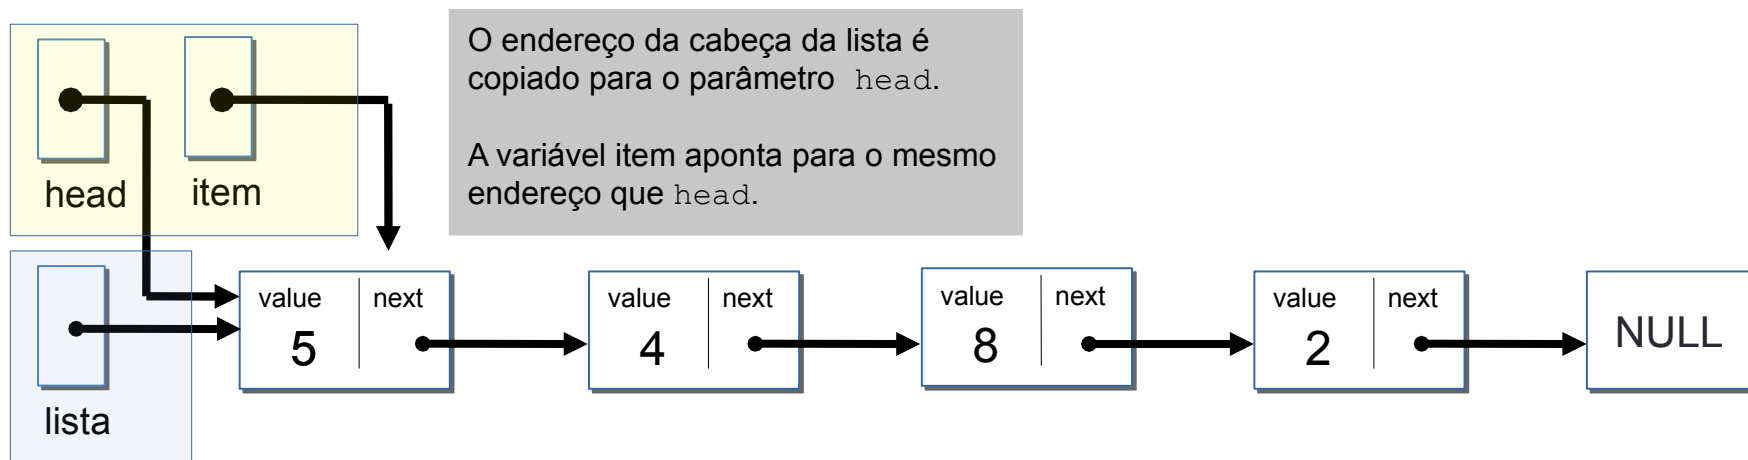 O endereço da cabeça da lista é
copiado para o parâmetro head.
A variável item aponta para o mesmo
endereço que head.
head item
value next value next value next value next
5 4 8 2 NULL
lista